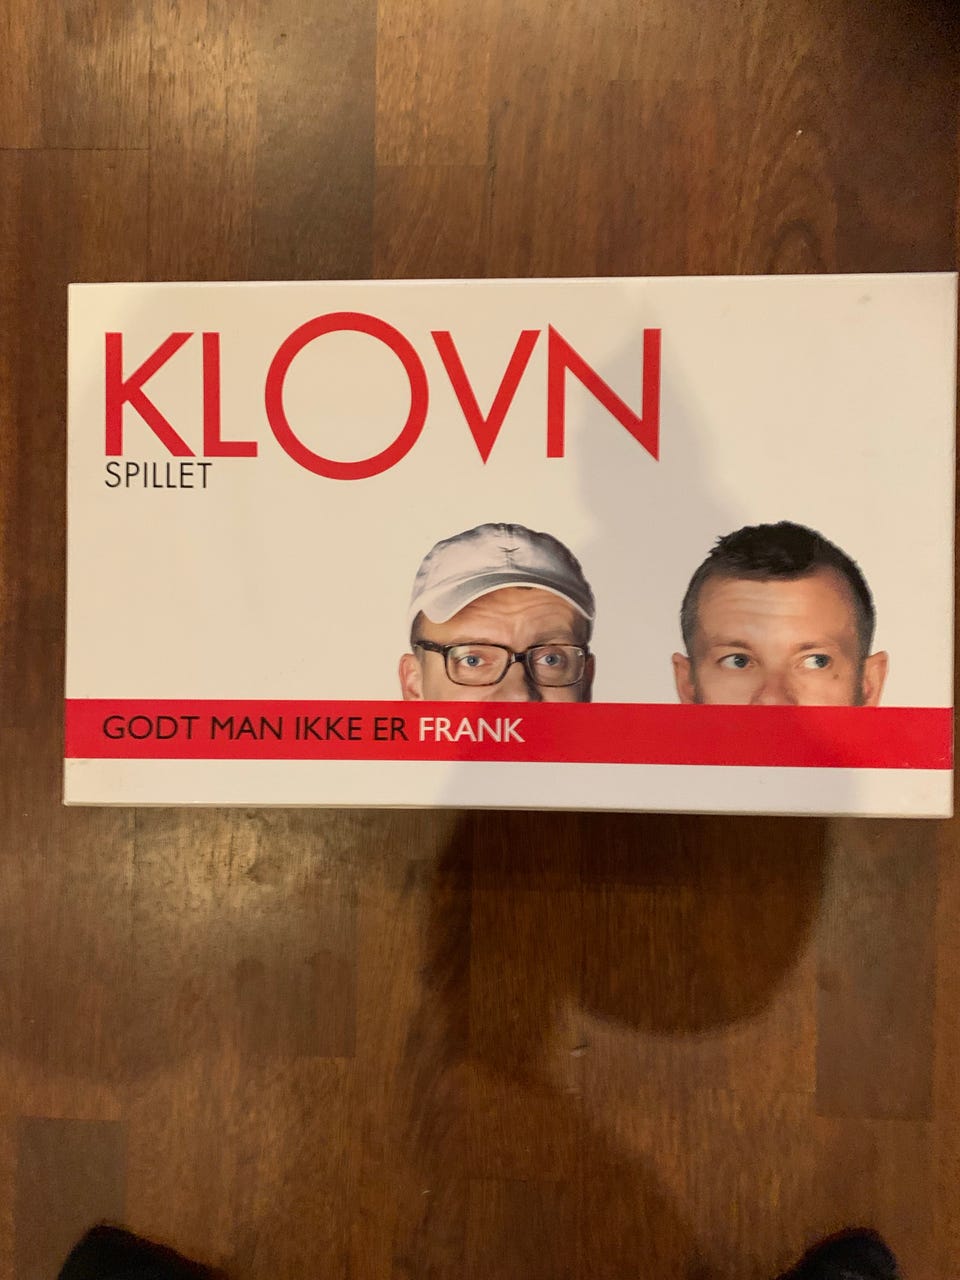 KLOVN
SPILLET
GODT MAN IKKE ER FRANK